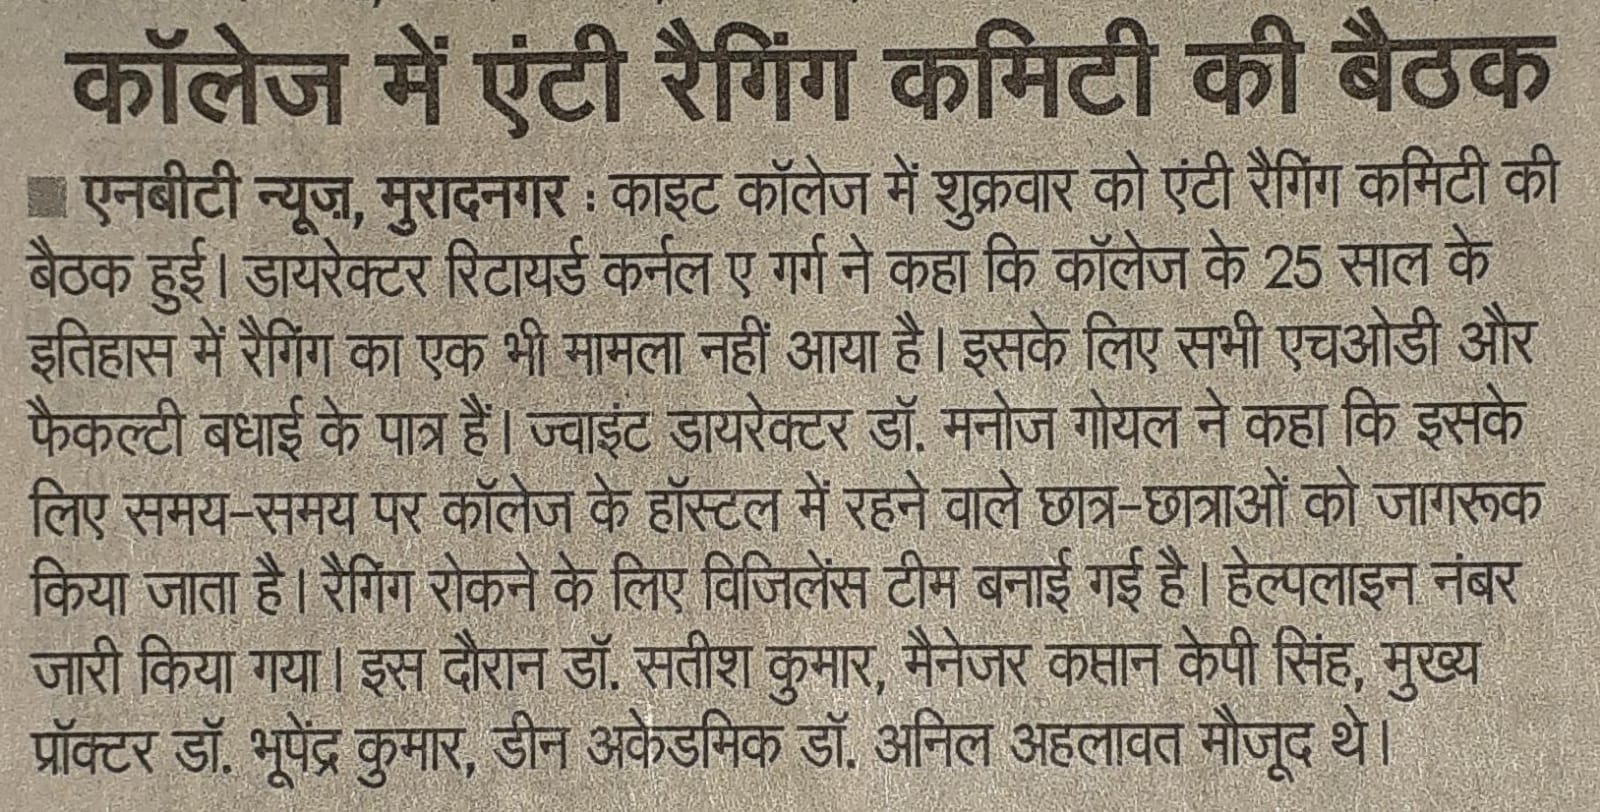 कॉलेज में एंटी रैगिंग कमिटी की बैठक
एनबीटी न्यूज़, मुरादनगर : काइट कॉलेज में शुक्रवार को एंटी रैगिंग कमिटी की
बैठक हुई। डायरेक्टर रिटायर्ड कर्नल ए गर्ग ने कहा कि कॉलेज के 25 साल के
इतिहास में रैगिंग का एक भी मामला नहीं आया है। इसके लिए सभी एचओडी और
फैकल्टी बधाई के पात्र हैं। ज्वाइंट डायरेक्टर डॉ. मनोज गोयल ने कहा कि इसके
लिए समय-समय पर कॉलेज के हॉस्टल में रहने वाले छात्र-छात्राओं को जागरूक
किया जाता है। रैगिंग रोकने के लिए विजिलेंस टीम बनाई गई है। हेल्पलाइन नंबर
जारी किया गया। इस दौरान डॉ. सतीश कुमार, मैनेजर कप्तान केपी सिंह, मुख्य
प्रॉक्टर डॉ. भूपेंद्र कुमार, डीन अकेडमिक डॉ. अनिल अहलावत मौजूद थे।